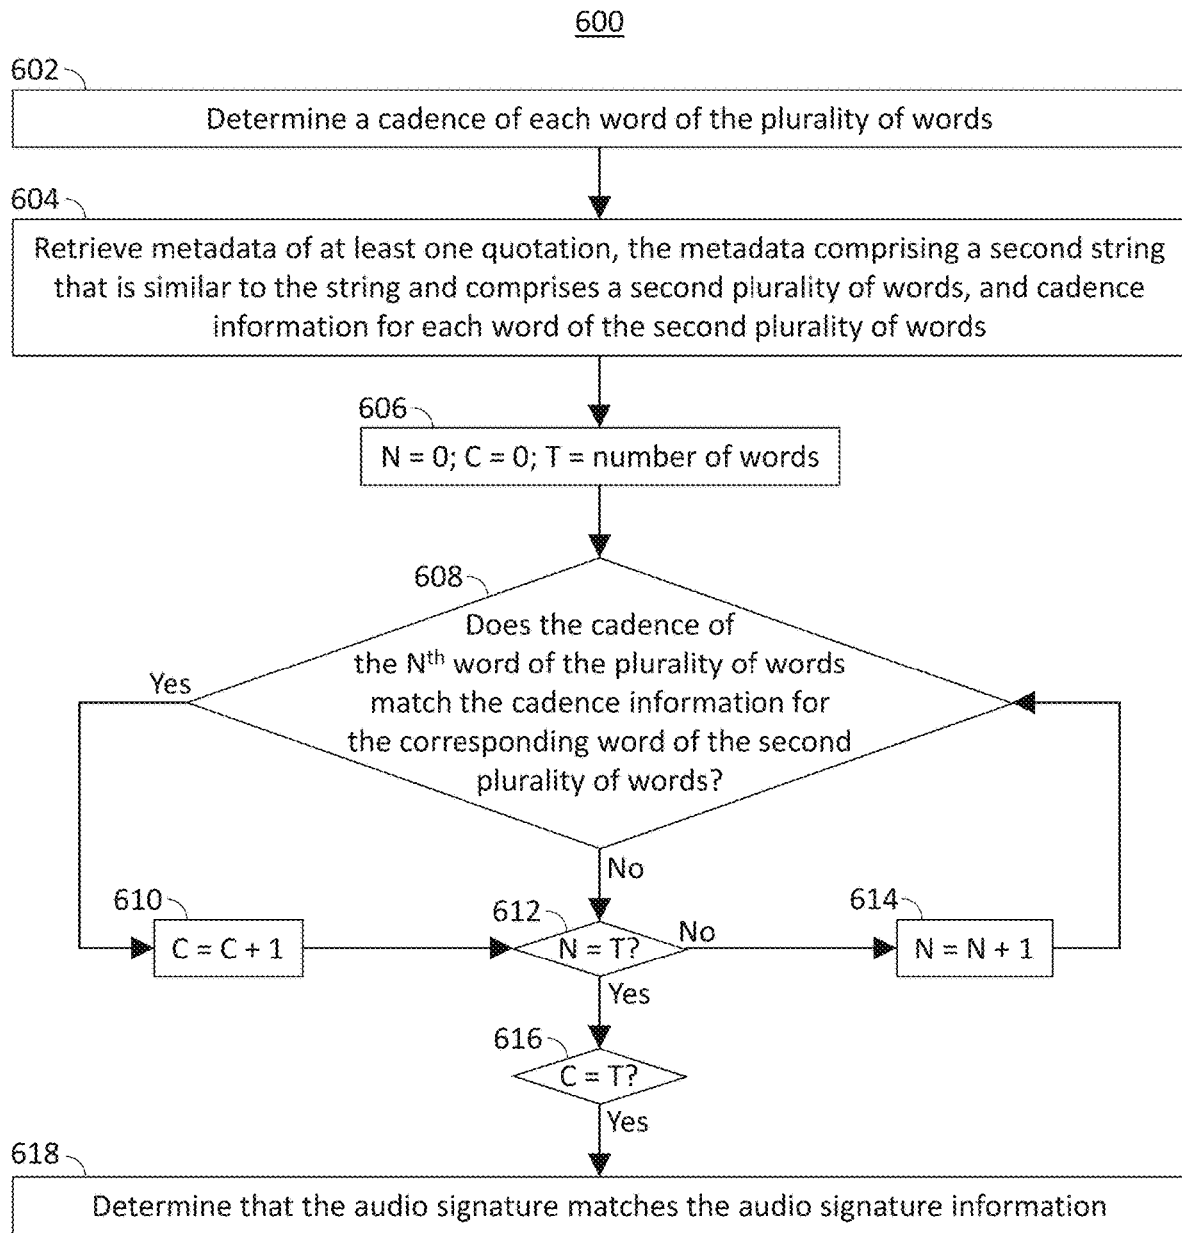 600
602
Determine a cadence of each word of the plurality of words
604
Retrieve metadata of at least one quotation, the metadata comprising a second string
that is similar to the string and comprises a second plurality of words, and cadence
information for each word of the second plurality of words
606
N = 0; C = 0; T = number of words
608
Does the cadence of
the Nth word of the plurality of words
match the cadence information for
the corresponding word of the second
plurality of words?
Yes
No
610
C = C + 1
612
N = T?
No
614
N = N + 1
Yes
616
C = T?
Yes
618
Determine that the audio signature matches the audio signature information